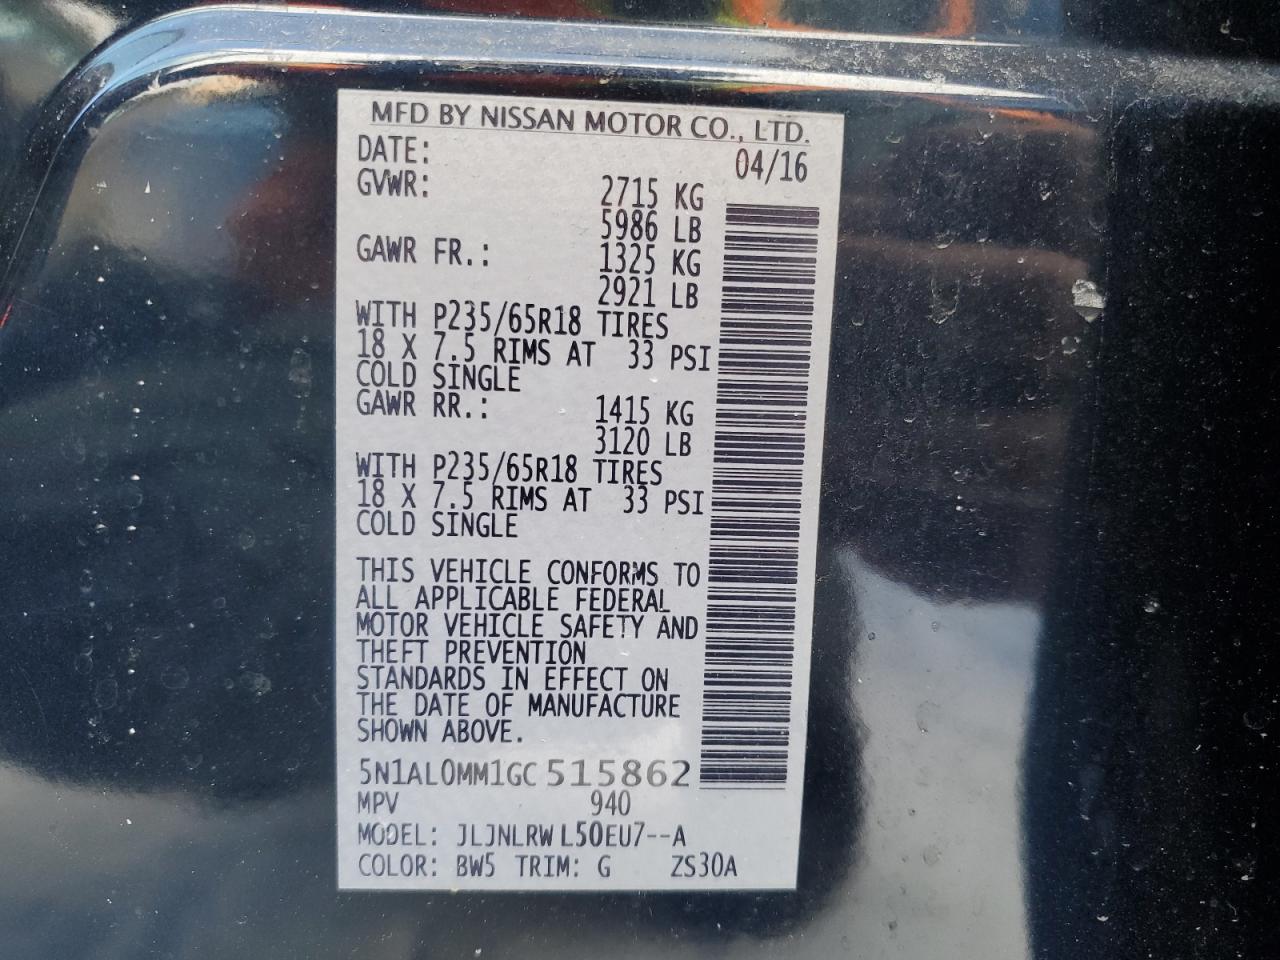 MFD BY NISSAN MOTOR CO., LTD.
DATE: 04/16
GVWR: 2715 KG
5986 LB
GAWR FR.: 1325 KG
2921 LB
WITH P235/65R18 TIRES
18 X 7.5 RIMS AT 33 PSI
COLD SINGLE
GAWR RR.: 1415 KG
3120 LB
WITH P235/65R18 TIRES
18 X 7.5 RIMS AT 33 PSI
COLD SINGLE
THIS VEHICLE CONFORMS TO
ALL APPLICABLE FEDERAL
MOTOR VEHICLE SAFETY AND
THEFT PREVENTION
STANDARDS IN EFFECT ON
THE DATE OF MANUFACTURE
SHOWN ABOVE.
5N1AL0MM1GC515862
MPV 940
MODEL: JLJNLRW L50EU7--A
COLOR: BW5 TRIM: G ZS30A